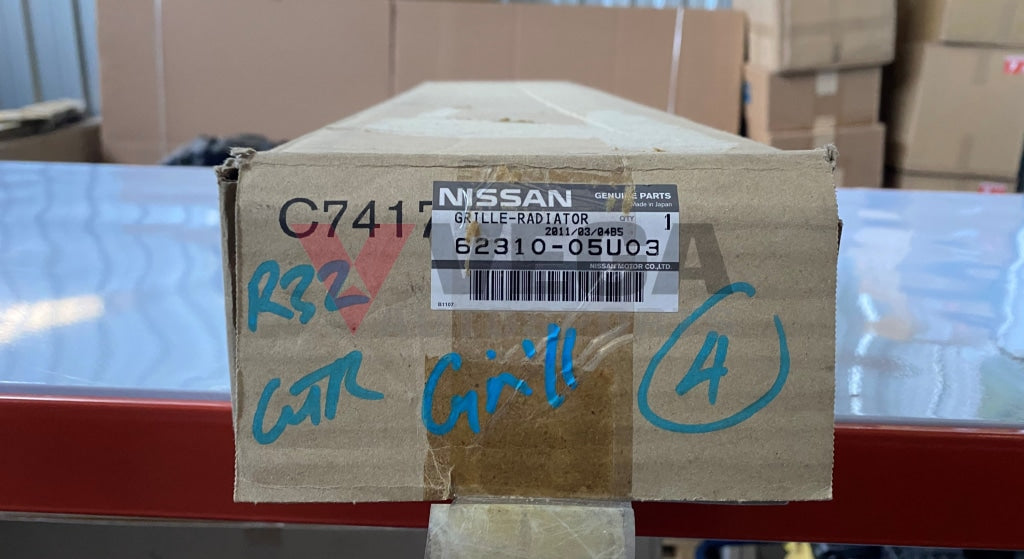 C7417
NISSAN GENUINE PARTS
Made in Japan
GRILLE-RADIATOR QTY 1
2011/03/04B5
62310-05U03
NISSAN MOTOR CO.,LTD.
B1107
R32
GTR
Grill
4